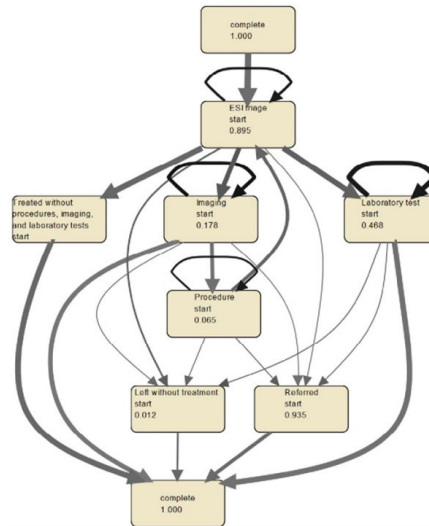 complete
1.000
ESI triage
start
0.895
Treated without
procedures, imaging,
and laboratory tests
start
Imaging
start
0.178
Laboratory test
start
0.468
Procedure
start
0.065
Left without treatment
start
0.012
Referred
start
0.935
complete
1.000